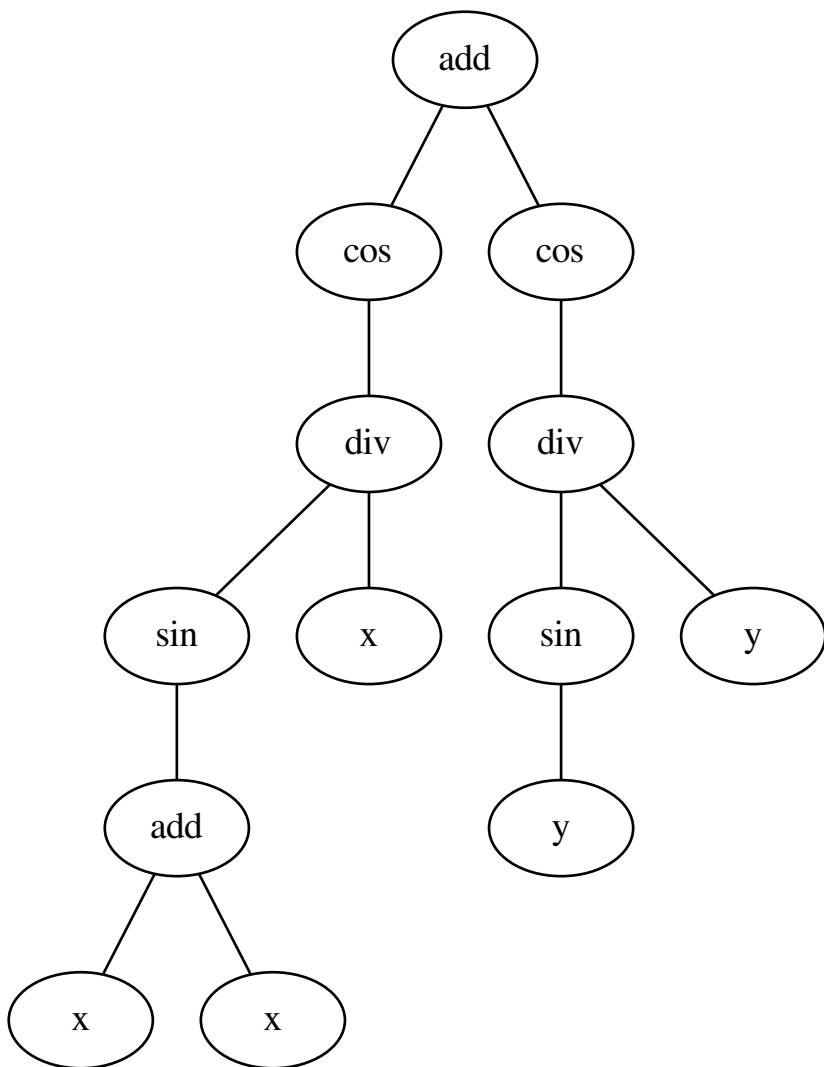 add
cos cos
div div
sin x sin y
add y
x x